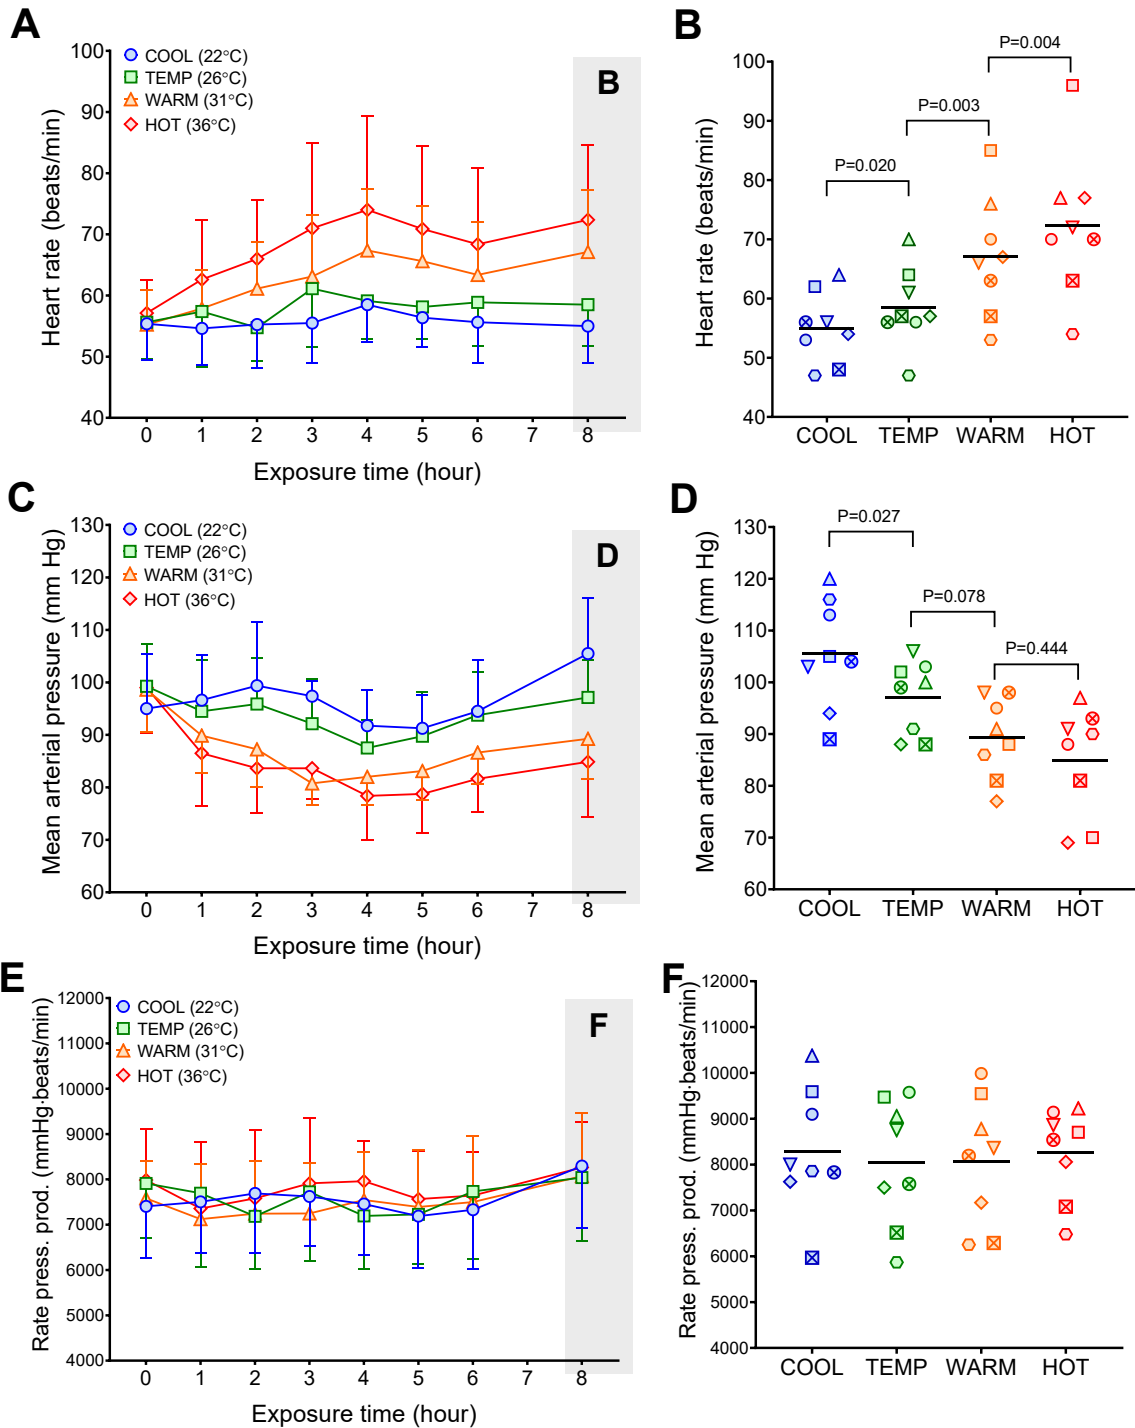 A
COOL (22°C)
TEMP (26°C)
WARM (31°C)
HOT (36°C)
B
Heart rate (beats/min)
100
90
80
70
60
50
40
0 1 2 3 4 5 6 7 8
Exposure time (hour)
B
P=0.004
P=0.003
P=0.020
Heart rate (beats/min)
100
90
80
70
60
50
40
COOL TEMP WARM HOT
C
COOL (22°C)
TEMP (26°C)
WARM (31°C)
HOT (36°C)
D
Mean arterial pressure (mm Hg)
130
120
110
100
90
80
70
60
0 1 2 3 4 5 6 7 8
Exposure time (hour)
D
P=0.027
P=0.078
P=0.444
Mean arterial pressure (mm Hg)
130
120
110
100
90
80
70
60
COOL TEMP WARM HOT
E
COOL (22°C)
TEMP (26°C)
WARM (31°C)
HOT (36°C)
F
Rate press. prod. (mmHg·beats/min)
12000
11000
10000
9000
8000
7000
6000
5000
4000
0 1 2 3 4 5 6 7 8
Exposure time (hour)
F
Rate press. prod. (mmHg·beats/min)
12000
11000
10000
9000
8000
7000
6000
5000
4000
COOL TEMP WARM HOT